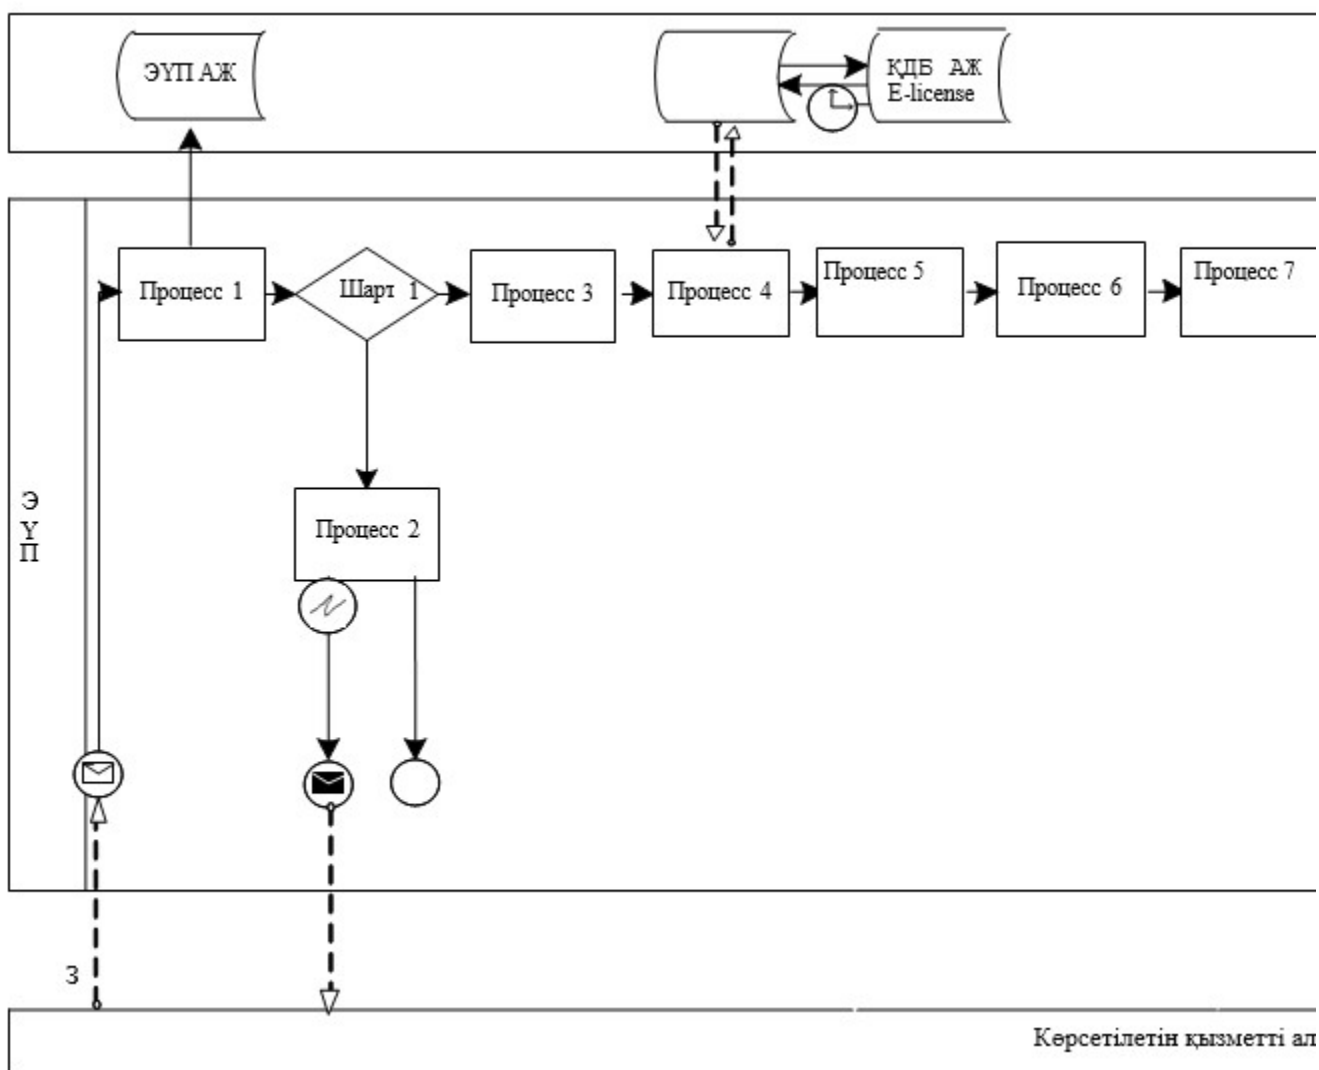 ЭҮП АЖ
ҚДБ АЖ
E-license
Процесс 1
Шарт 1
Процесс 3
Процесс 4
Процесс 5
Процесс 6
Процесс 7
Процесс 2
Э
Ү
П
3
Көрсетілетін қызметті ал